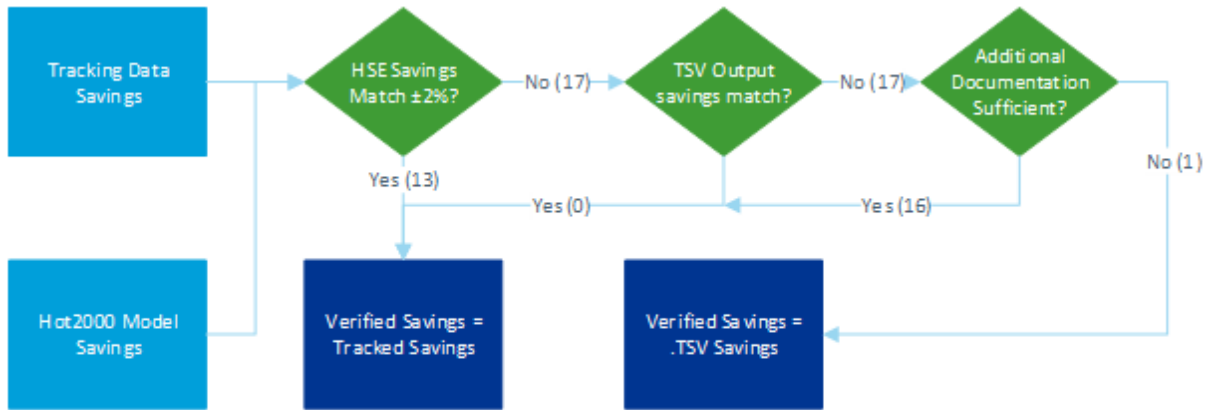 Tracking Data
Savings
HSE Savings
Match ±2%?
No (17)
TSV Output
savings match?
No (17)
Additional
Documentation
Sufficient?
No (1)
Yes (13)
Yes (0)
Yes (16)
Hot2000 Model
Savings
Verified Savings =
Tracked Savings
Verified Savings =
.TSV Savings